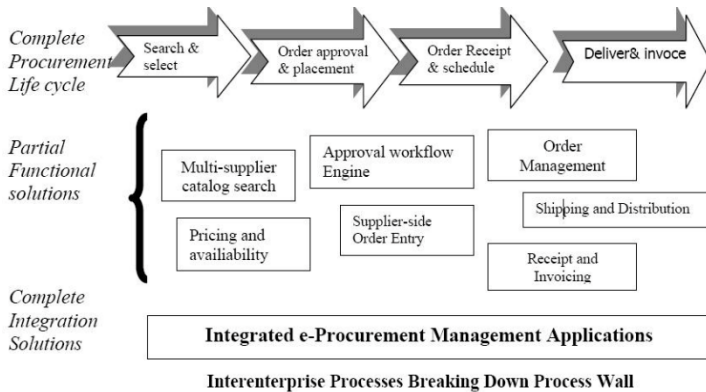 Complete
Procurement
Life cycle
Search &
select
Order approval
& placement
Order Receipt
& schedule
Deliver& invoce
Partial
Functional
solutions
Multi-supplier
catalog search
Approval workflow
Engine
Order
Management
Pricing and
availiability
Supplier-side
Order Entry
Shipping and Distribution
Receipt and
Invoicing
Complete
Integration
Solutions
Integrated e-Procurement Management Applications
Interenterprise Processes Breaking Down Process Wall